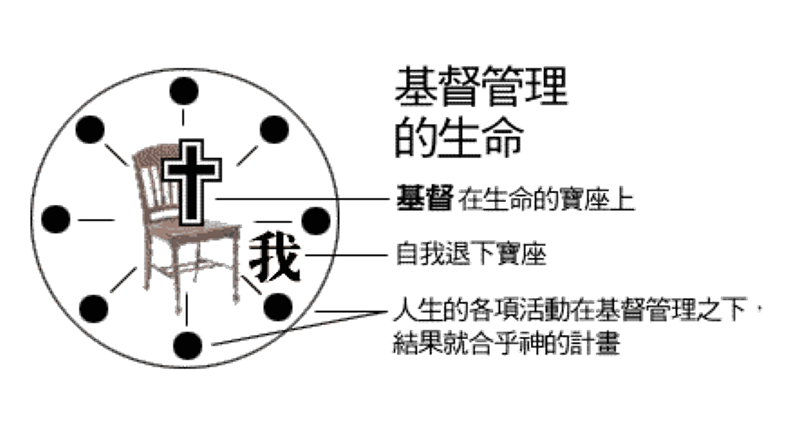 基督管理
的生命
基督在生命的寶座上
我
自我退下寶座
人生的各項活動在基督管理之下，
結果就合乎神的計畫